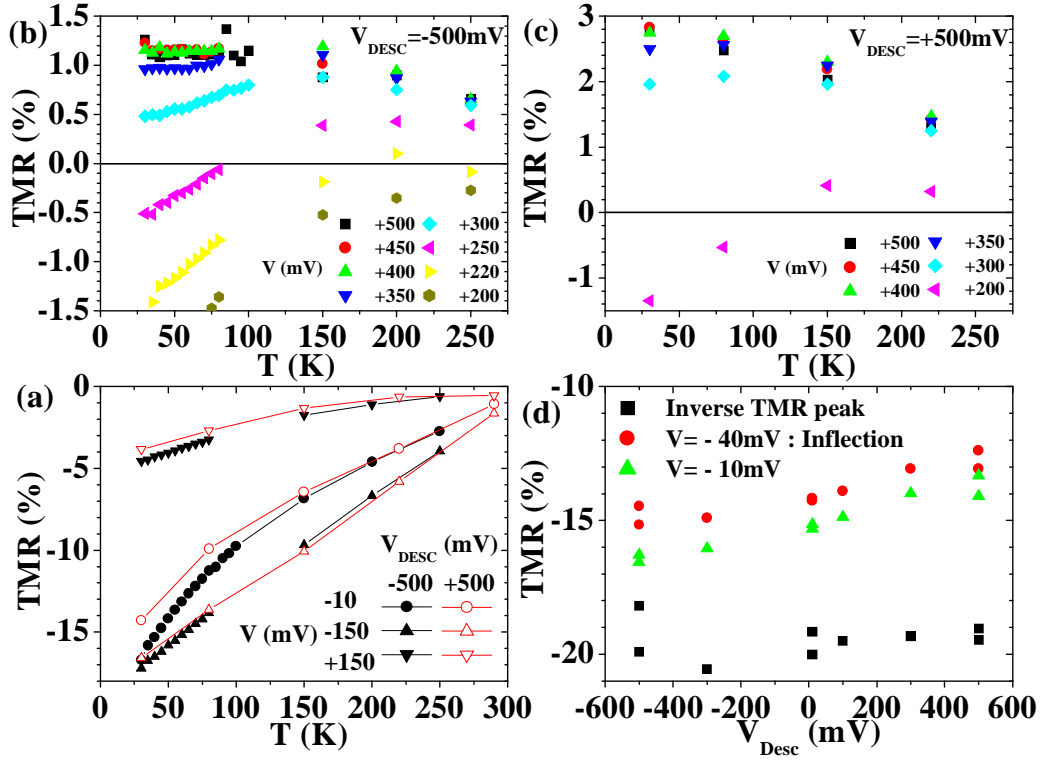 (b)
V_DESC=-500mV
1.5
1.0
0.5
0.0
-0.5
-1.0
1.5
TMR (%)
V (mV)
+500
+450
+400
+350
+300
+250
+220
+200
0 50 100 150 200 250
T (K)
(c)
V_DESC=+500mV
3
2
1
0
-1
TMR (%)
V (mV)
+500
+450
+400
+350
+300
+200
0 50 100 150 200 250
T (K)
(a)
0
-5
-10
-15
TMR (%)
V_DESC (mV)
-500 +500
-10
V (mV) -150
+150
0 50 100 150 200 250 300
T (K)
(d)
-10
-15
-20
TMR (%)
Inverse TMR peak
V= - 40mV : Inflection
V= - 10mV
-600 -400 -200 0 200 400 600
V_Desc (mV)